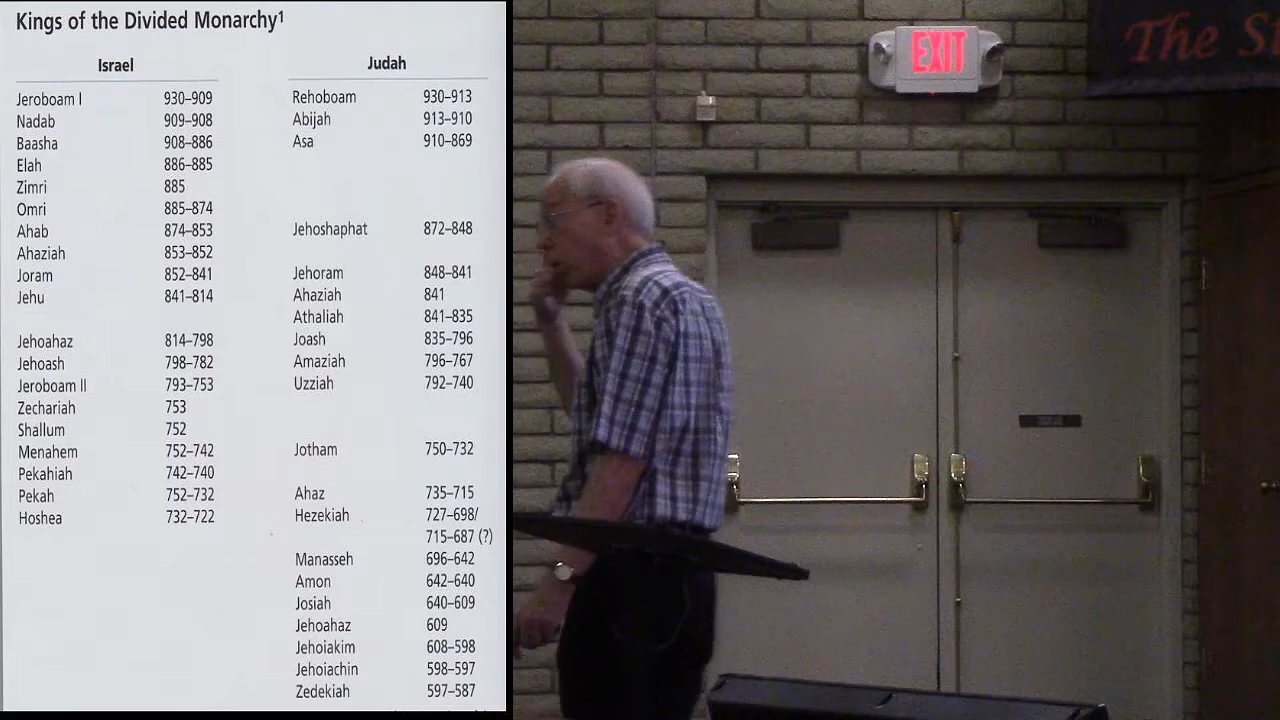 Kings of the Divided Monarchy¹
Israel
Jeroboam I 930–909
Nadab 909–908
Baasha 908–886
Elah 886–885
Zimri 885
Omri 885–874
Ahab 874–853
Ahaziah 853–852
Joram 852–841
Jehu 841–814
Jehoahaz 814–798
Jehoash 798–782
Jeroboam II 793–753
Zechariah 753
Shallum 752
Menahem 752–742
Pekahiah 742–740
Pekah 752–732
Hoshea 732–722
Judah
Rehoboam 930–913
Abijah 913–910
Asa 910–869
Jehoshaphat 872–848
Jehoram 848–841
Ahaziah 841
Athaliah 841–835
Joash 835–796
Amaziah 796–767
Uzziah 792–740
Jotham 750–732
Ahaz 735–715
Hezekiah 727–698/
715–687 (?)
Manasseh 696–642
Amon 642–640
Josiah 640–609
Jehoahaz 609
Jehoiakim 608–598
Jehoiachin 598–597
Zedekiah 597–587
EXIT
The